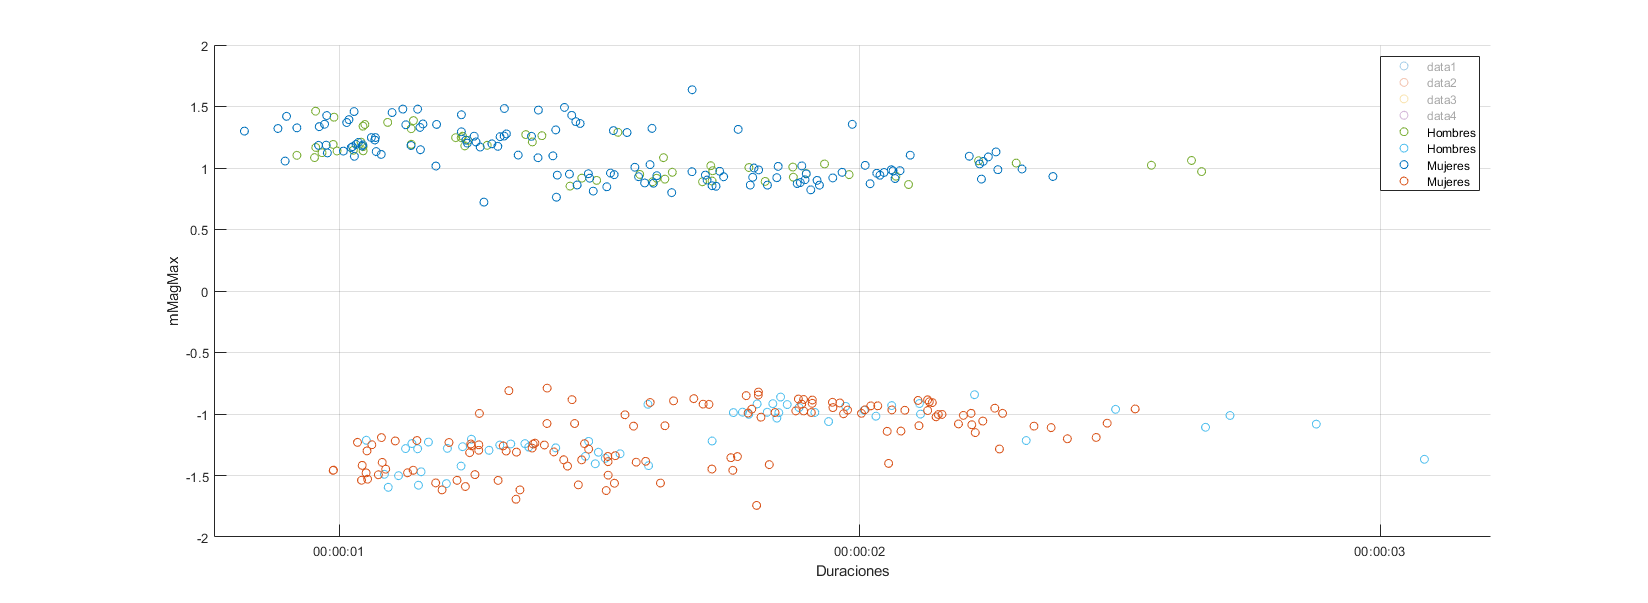 2
1.5
1
0.5
0
-0.5
-1
-1.5
-2
mMagMax
00:00:01
00:00:02
00:00:03
Duraciones
data1
data2
data3
data4
Hombres
Hombres
Mujeres
Mujeres